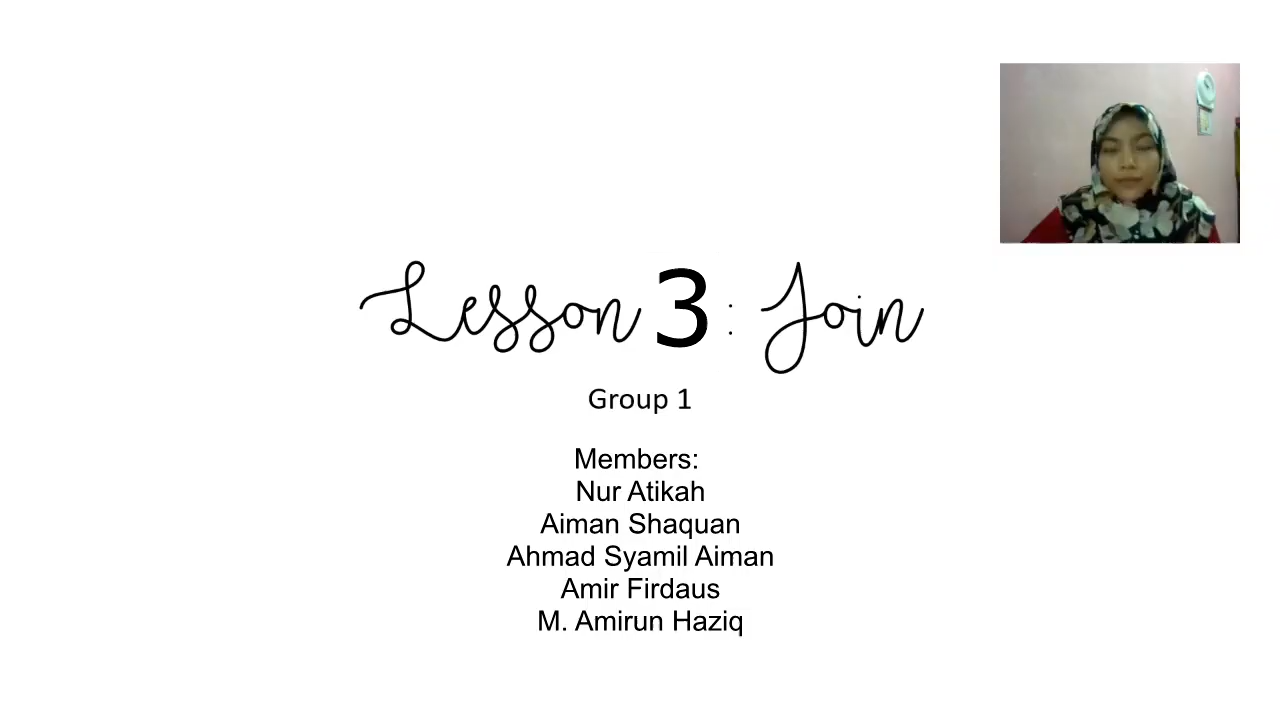 Lesson 3: Join
Group 1
Members:
Nur Atikah
Aiman Shaquan
Ahmad Syamil Aiman
Amir Firdaus
M. Amirun Haziq